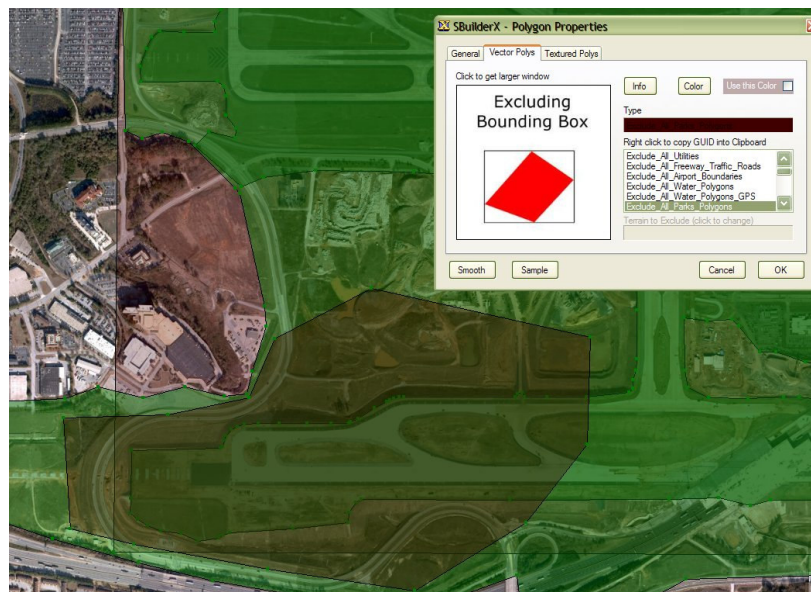 SBuilderX - Polygon Properties
General
Vector Polys
Textured Polys
Click to get larger window
Excluding
Bounding Box
Info
Color
Use this Color
Type
Right click to copy GUID into Clipboard
Exclude_All_Utilities
Exclude_All_Freeway_Traffic_Roads
Exclude_All_Airport_Boundaries
Exclude_All_Water_Polygons
Exclude_All_Water_Polygons_GPS
Exclude_All_Parks_Polygons
Terrain to Exclude (click to change)
Smooth
Sample
Cancel
OK